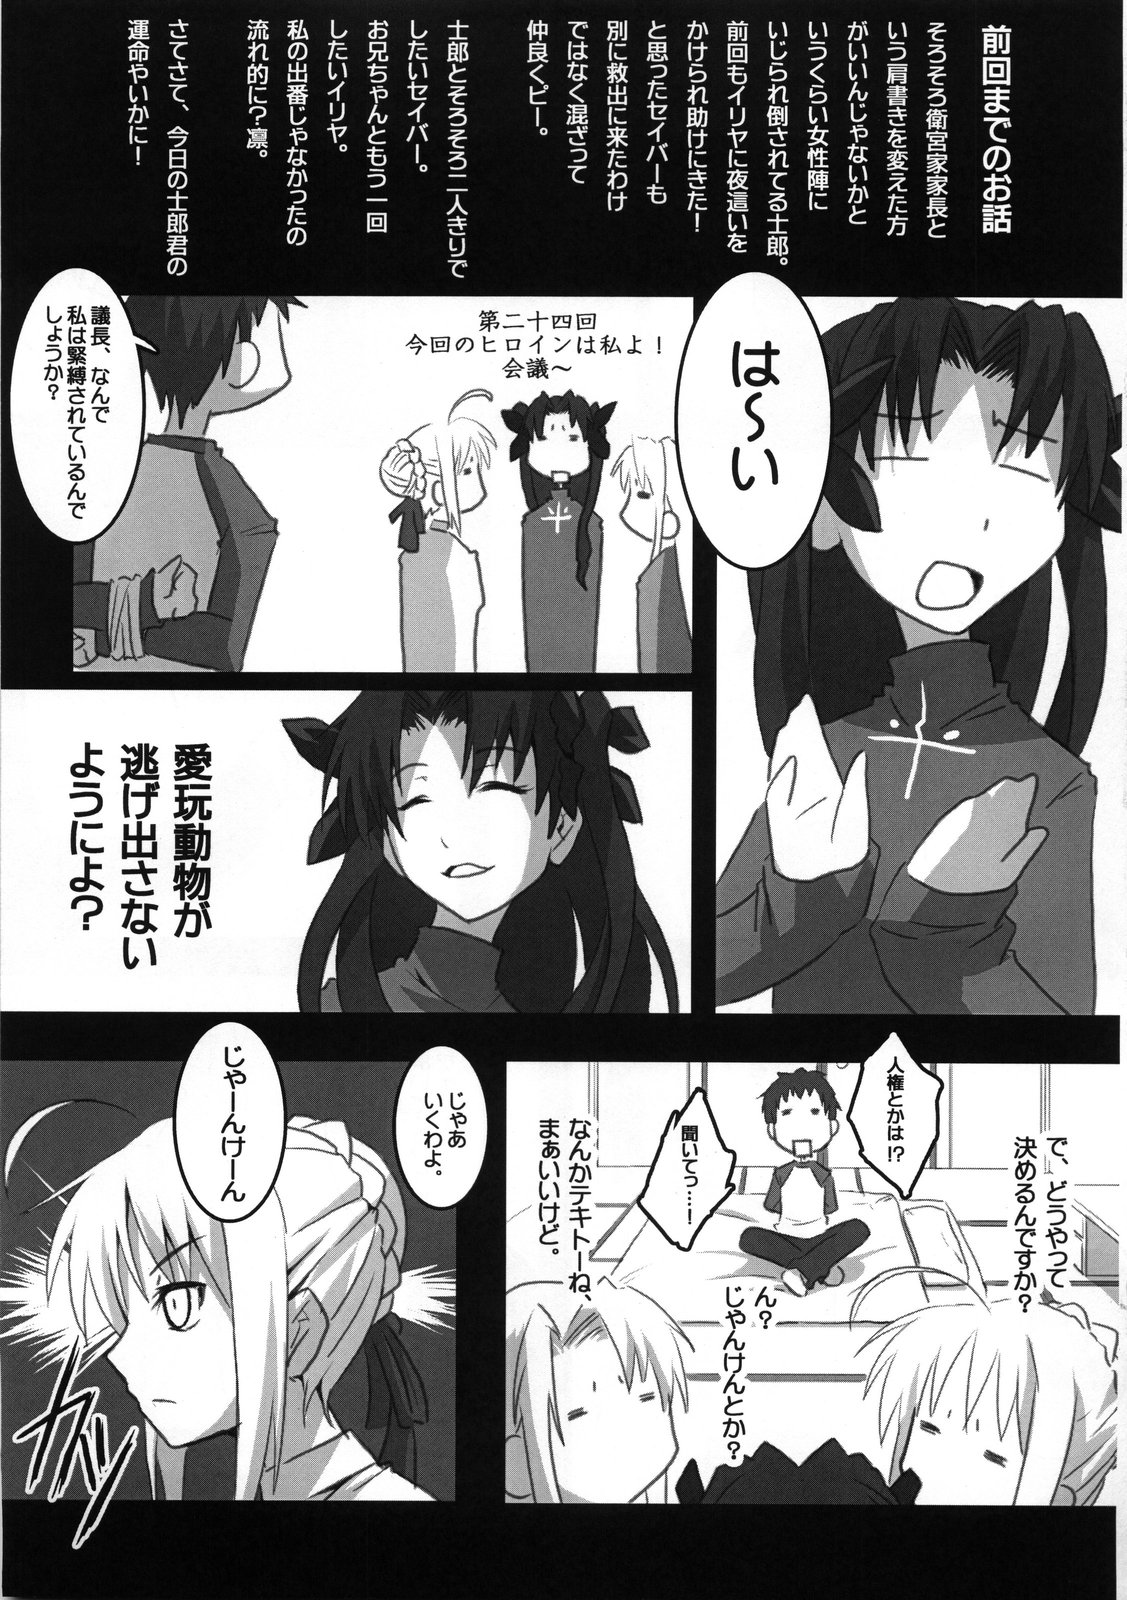 前回までのお話
そろそろ衛宮家家長と
いう肩書きを変えた方
がいいんじゃないかと
いうくらい女性陣に
いじられ倒されてる士郎。
前回もイリヤに夜這いを
かけられ助けにきた！
と思ったセイバーも
別に救出に来たわけ
ではなく混ざって
仲良くピー。
士郎とそろそろ二人きりで
したいセイバー。
お兄ちゃんともう一回
したいイリヤ。
私の出番じゃなかったの
流れ的に？凛。
さてさて、今日の士郎君の
運命やいかに！
は〜い
第二十四回
今回のヒロインは私よ！
会議〜
議長、なんで
私は緊縛されているんで
しょうか？
愛玩動物が
逃げ出さない
ようによ？
で、どうやって
決めるんですか？
人権とかは!?
聞いてっ…！
ん？
じゃんけんとか？
なんかテキトーね、
まぁいいけど。
じゃあ
いくわよ。
じゃーんけーん
カッ